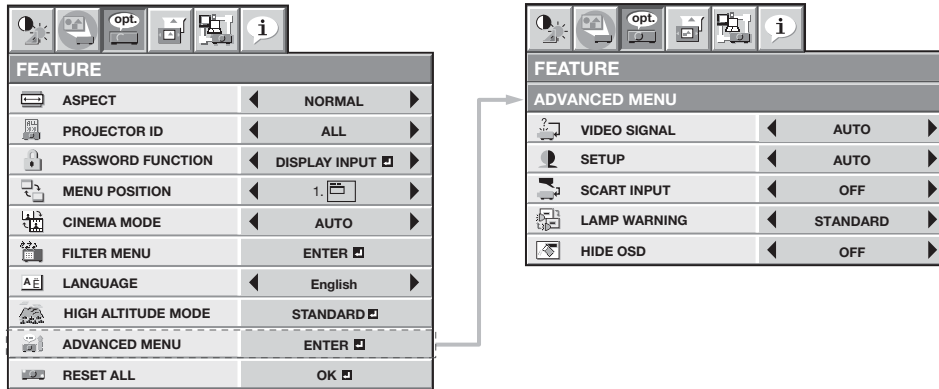 opt.
i
FEATURE
ASPECT NORMAL
PROJECTOR ID ALL
PASSWORD FUNCTION DISPLAY INPUT
MENU POSITION 1.
CINEMA MODE AUTO
FILTER MENU ENTER
LANGUAGE English
HIGH ALTITUDE MODE STANDARD
ADVANCED MENU ENTER
RESET ALL OK
opt.
i
FEATURE
ADVANCED MENU
VIDEO SIGNAL AUTO
SETUP AUTO
SCART INPUT OFF
LAMP WARNING STANDARD
HIDE OSD OFF